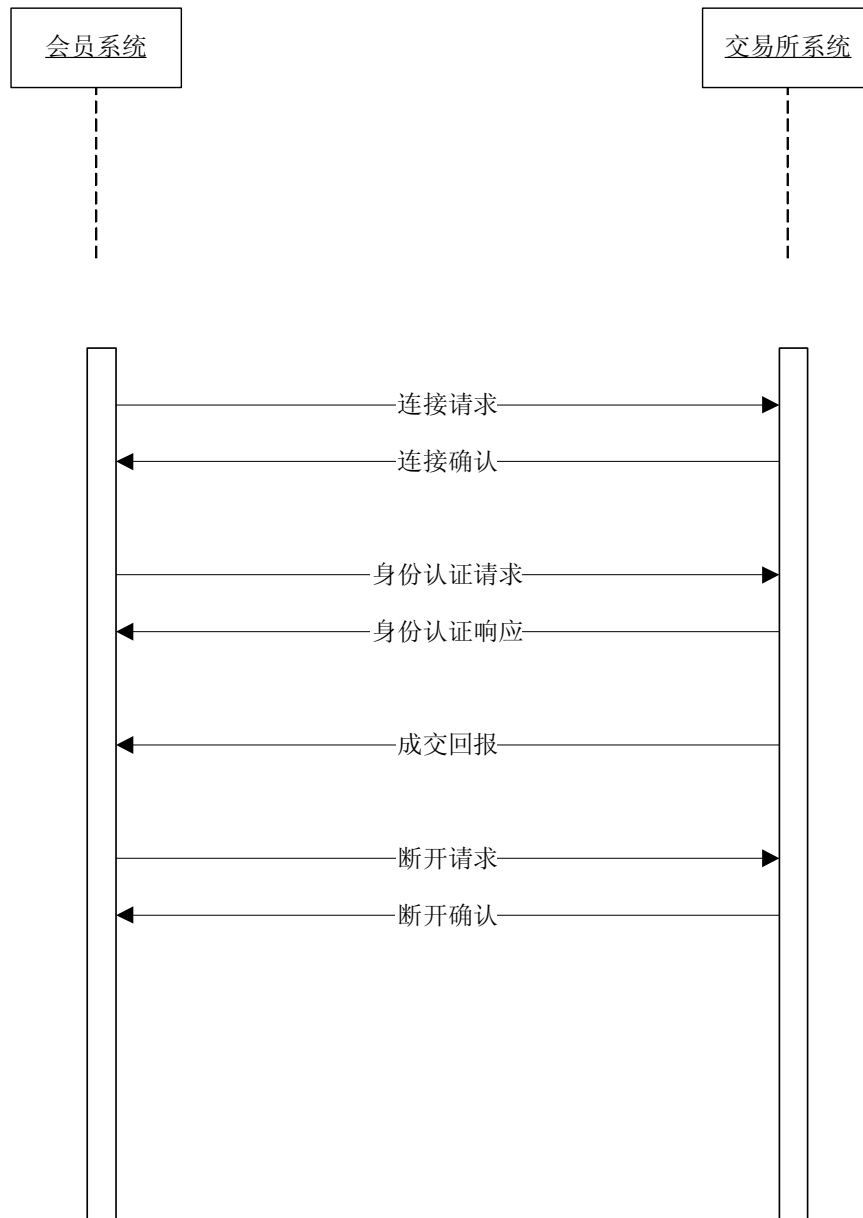 会员系统
交易所系统
连接请求
连接确认
身份认证请求
身份认证响应
成交回报
断开请求
断开确认